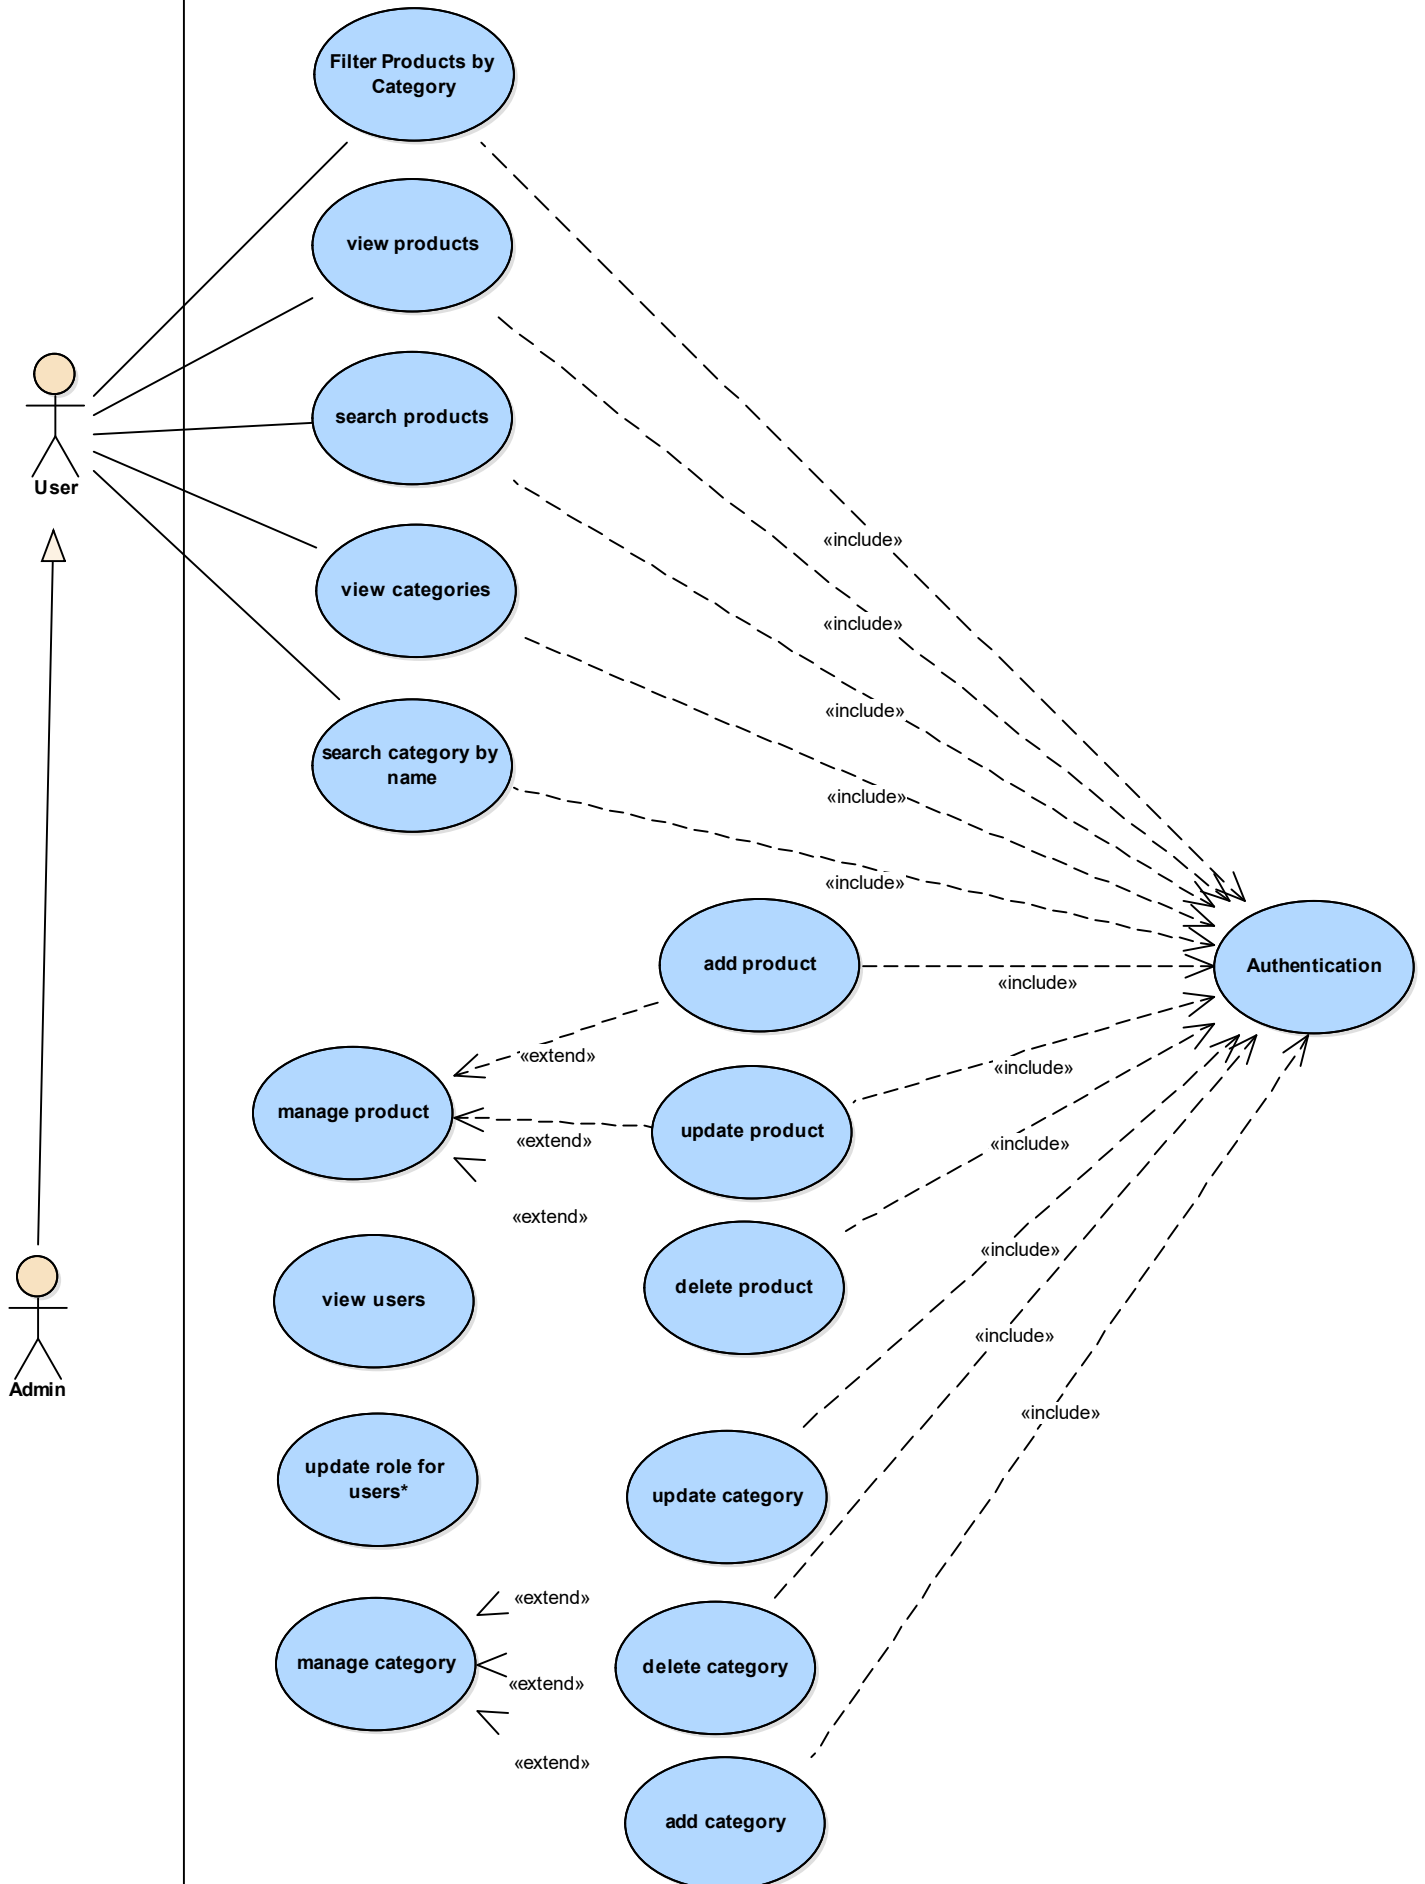 Filter Products by
Category
view products
search products
User
«include»
view categories
«include»
«include»
search category by
name
«include»
«include»
add product
Authentication
«include»
«extend»
«include»
manage product
update product
«extend»
«include»
«extend»
«include»
delete product
view users
«include»
Admin
«include»
update role for
users*
update category
«extend»
manage category
delete category
«extend»
«extend»
add category